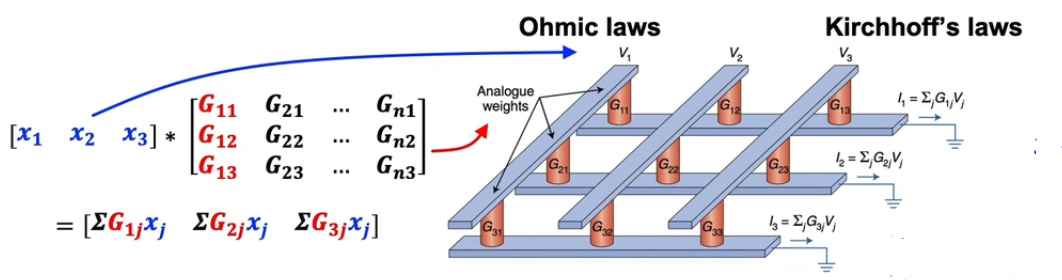 Ohmic laws
Kirchhoff's laws
V₁ V₂ V₃
Analogue
weights
[x₁ x₂ x₃] *
[G₁₁ G₂₁ ... Gₙ₁]
[G₁₂ G₂₂ ... Gₙ₂]
[G₁₃ G₂₃ ... Gₙ₃]
= [ΣG₁ⱼxⱼ ΣG₂ⱼxⱼ ΣG₃ⱼxⱼ]
G₁₁ G₁₂ G₁₃
I₁ = ΣⱼG₁ⱼVⱼ
G₂₁ G₂₂ G₂₃
I₂ = ΣⱼG₂ⱼVⱼ
G₃₁ G₃₂ G₃₃
I₃ = ΣⱼG₃ⱼVⱼ